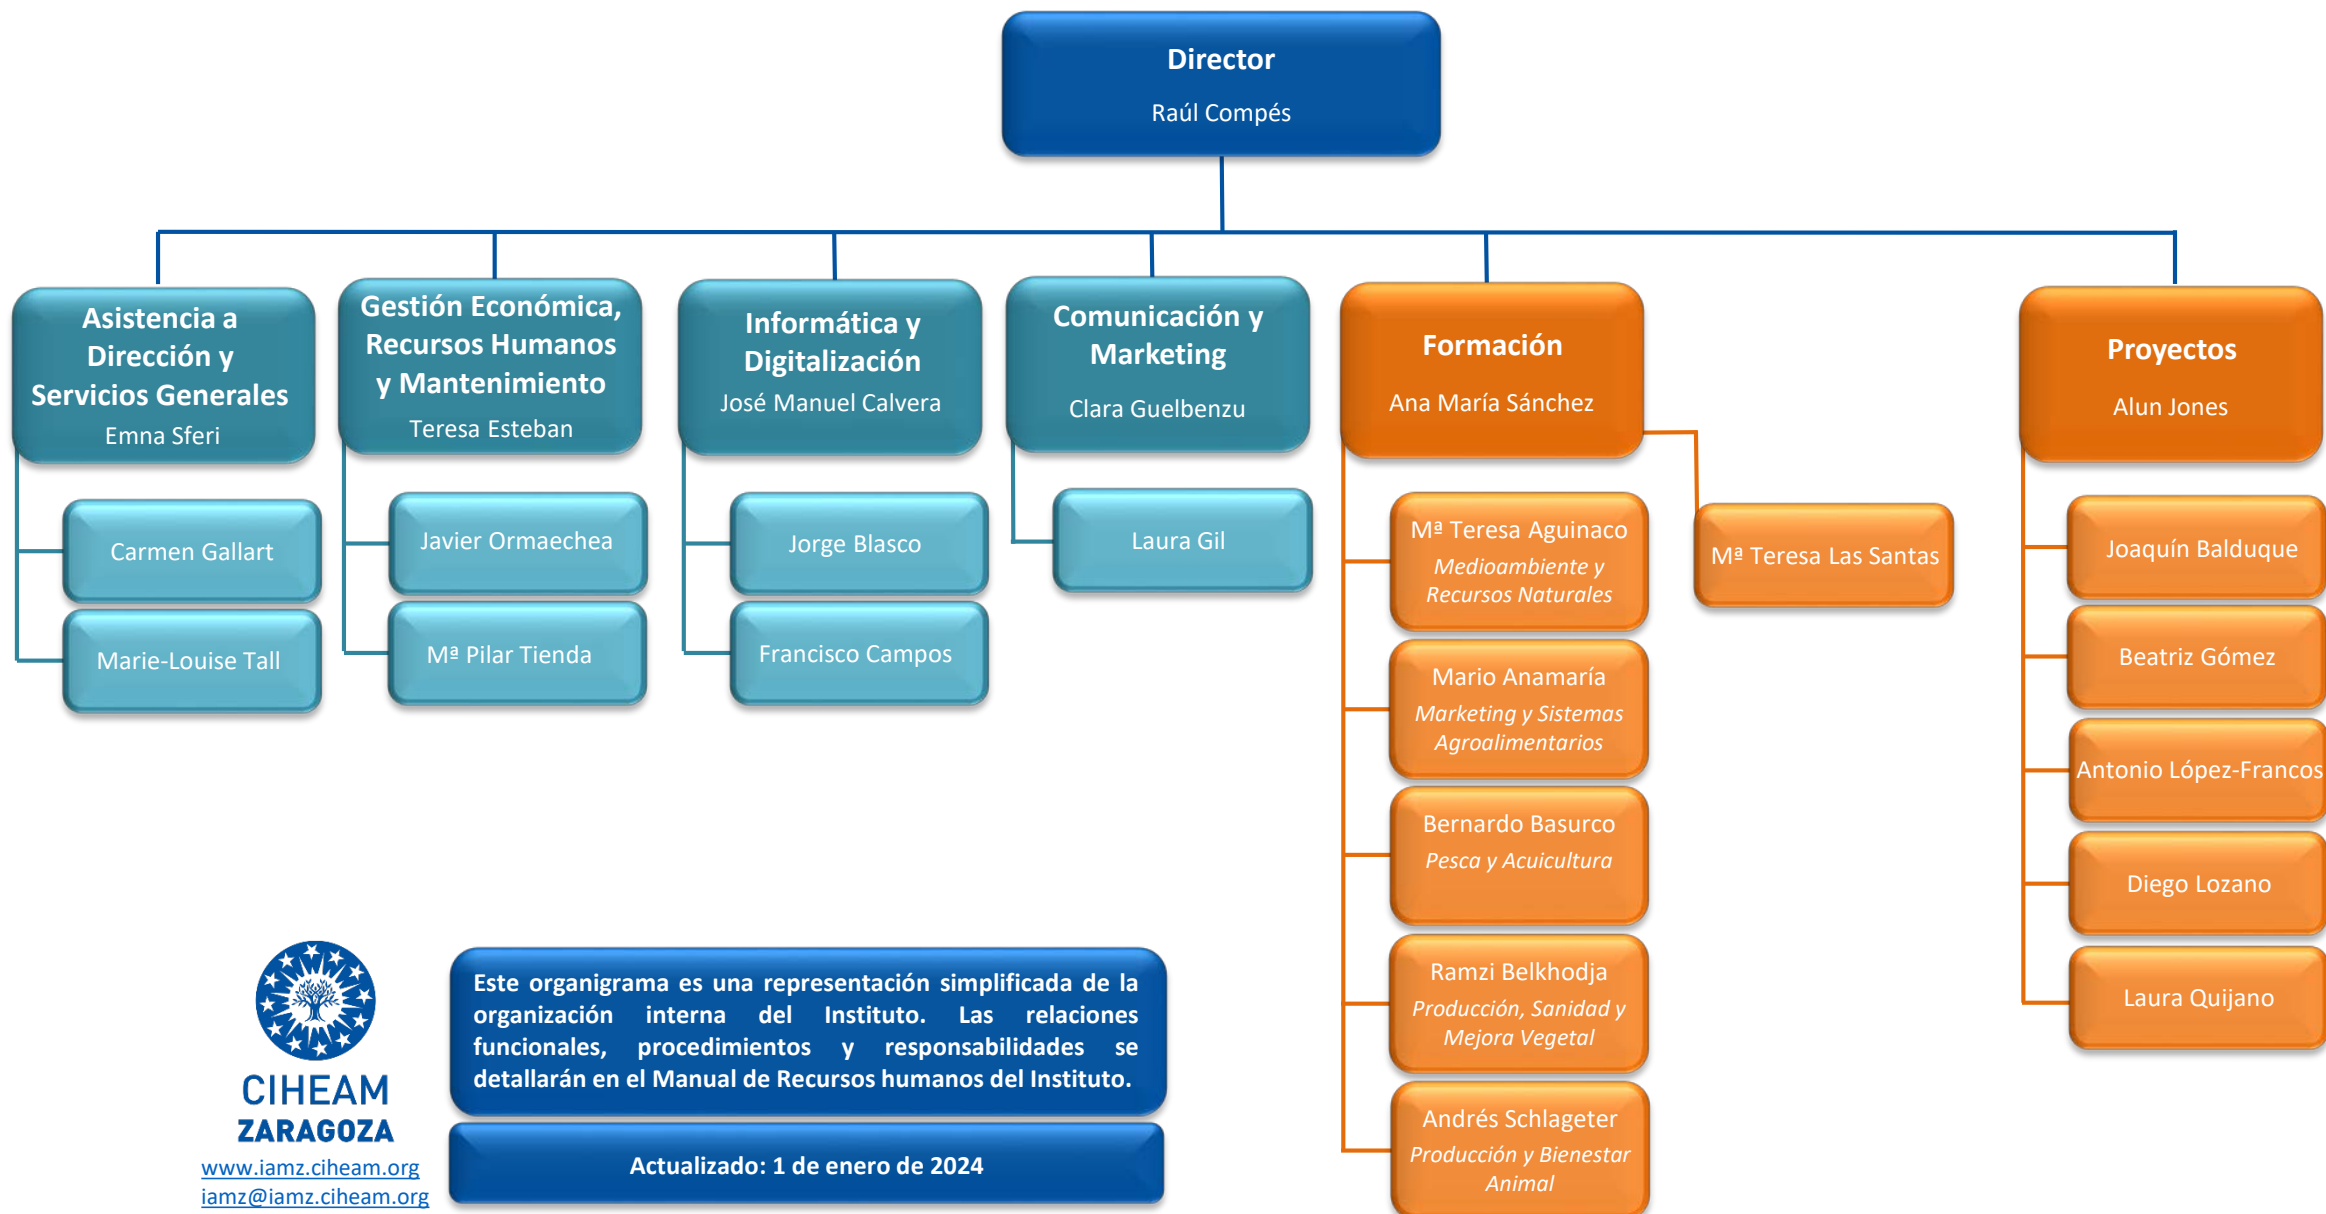 Director
Raúl Compés
Asistencia a
Dirección y
Servicios Generales
Emna Sferi
Carmen Gallart
Marie-Louise Tall
Gestión Económica,
Recursos Humanos
y Mantenimiento
Teresa Esteban
Javier Ormaechea
Mª Pilar Tienda
Informática y
Digitalización
José Manuel Calvera
Jorge Blasco
Francisco Campos
Comunicación y
Marketing
Clara Guelbenzu
Laura Gil
Formación
Ana María Sánchez
Mª Teresa Aguinaco
Medioambiente y
Recursos Naturales
Mario Anamaría
Marketing y Sistemas
Agroalimentarios
Bernardo Basurco
Pesca y Acuicultura
Ramzi Belkhodja
Producción, Sanidad y
Mejora Vegetal
Andrés Schlageter
Producción y Bienestar
Animal
Mª Teresa Las Santas
Proyectos
Alun Jones
Joaquín Balduque
Beatriz Gómez
Antonio López-Francos
Diego Lozano
Laura Quijano
CIHEAM
ZARAGOZA
www.iamz.ciheam.org
iamz@iamz.ciheam.org
Este organigrama es una representación simplificada de la
organización interna del Instituto. Las relaciones
funcionales, procedimientos y responsabilidades se
detallarán en el Manual de Recursos humanos del Instituto.
Actualizado: 1 de enero de 2024